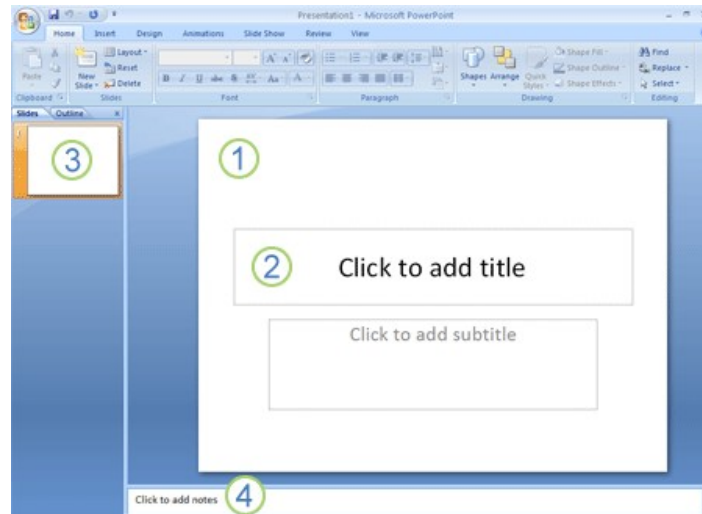 Presentation1 - Microsoft PowerPoint
Home Insert Design Animations Slide Show Review View
Paste
New
Slide
Layout
Reset
Delete
Shapes Arrange Quick
Styles
Shape Fill
Shape Outline
Shape Effects
Find
Replace
Select
Clipboard Slides Font Paragraph Drawing Editing
Slides Outline x
1
3
1
2 Click to add title
Click to add subtitle
Click to add notes 4